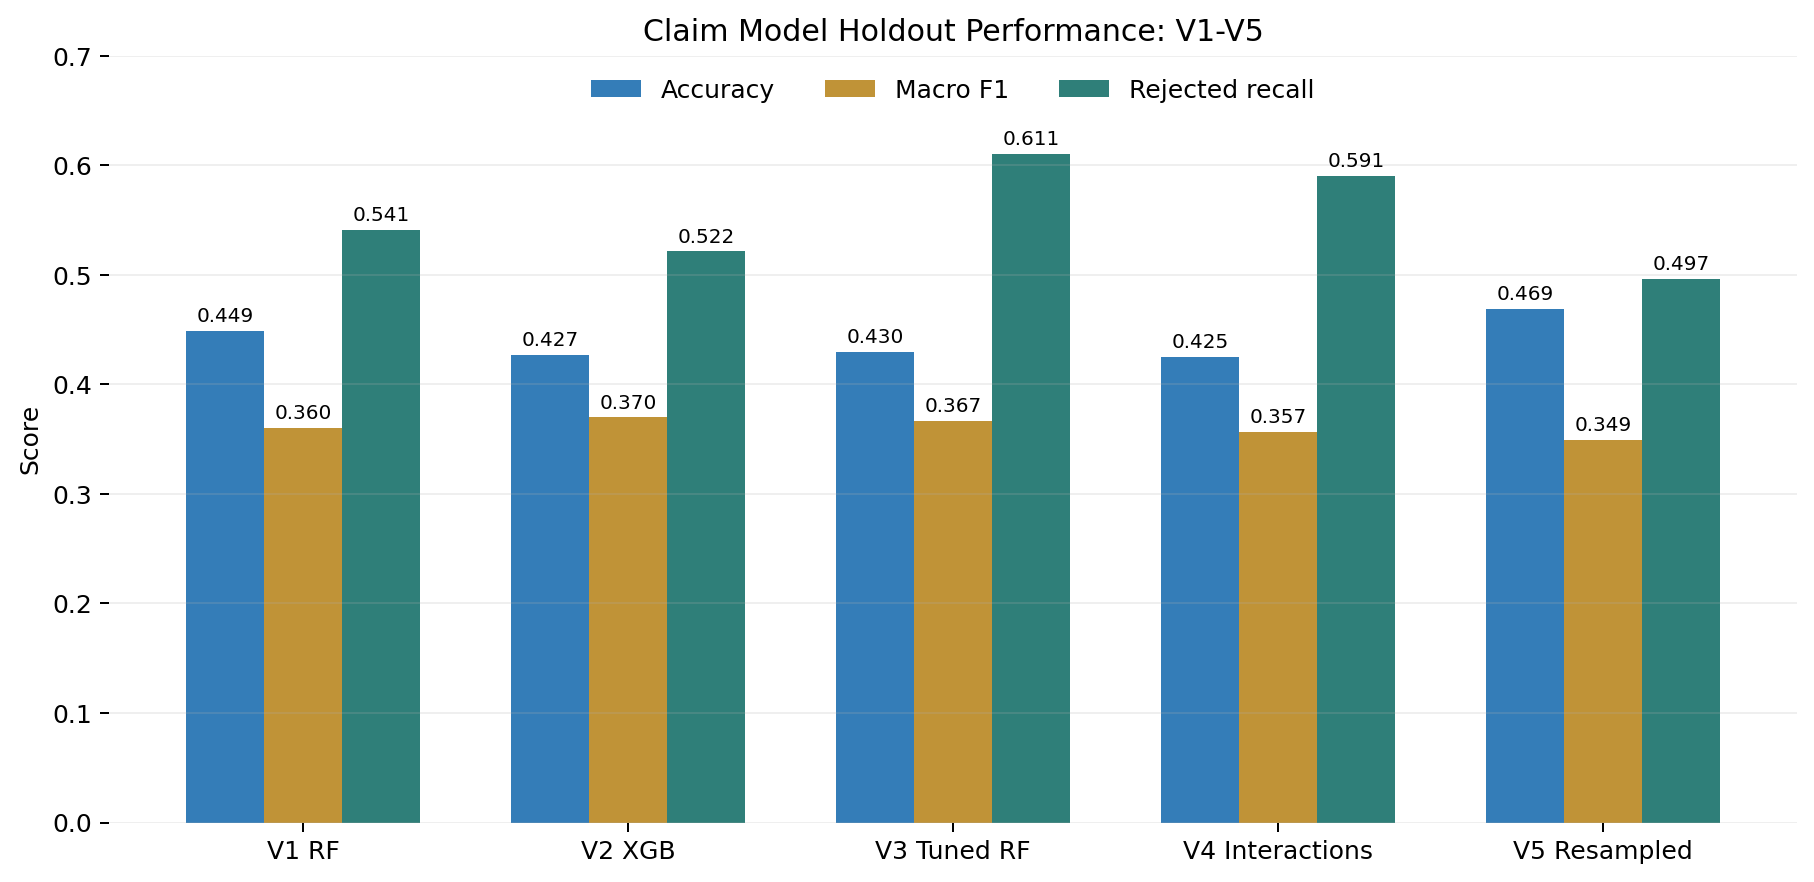 Claim Model Holdout Performance: V1-V5
Accuracy Macro F1 Rejected recall
Score
0.7
0.6
0.5
0.4
0.3
0.2
0.1
0.0
0.449 0.360 0.541
0.427 0.370 0.522
0.430 0.367 0.611
0.425 0.357 0.591
0.469 0.349 0.497
V1 RF V2 XGB V3 Tuned RF V4 Interactions V5 Resampled